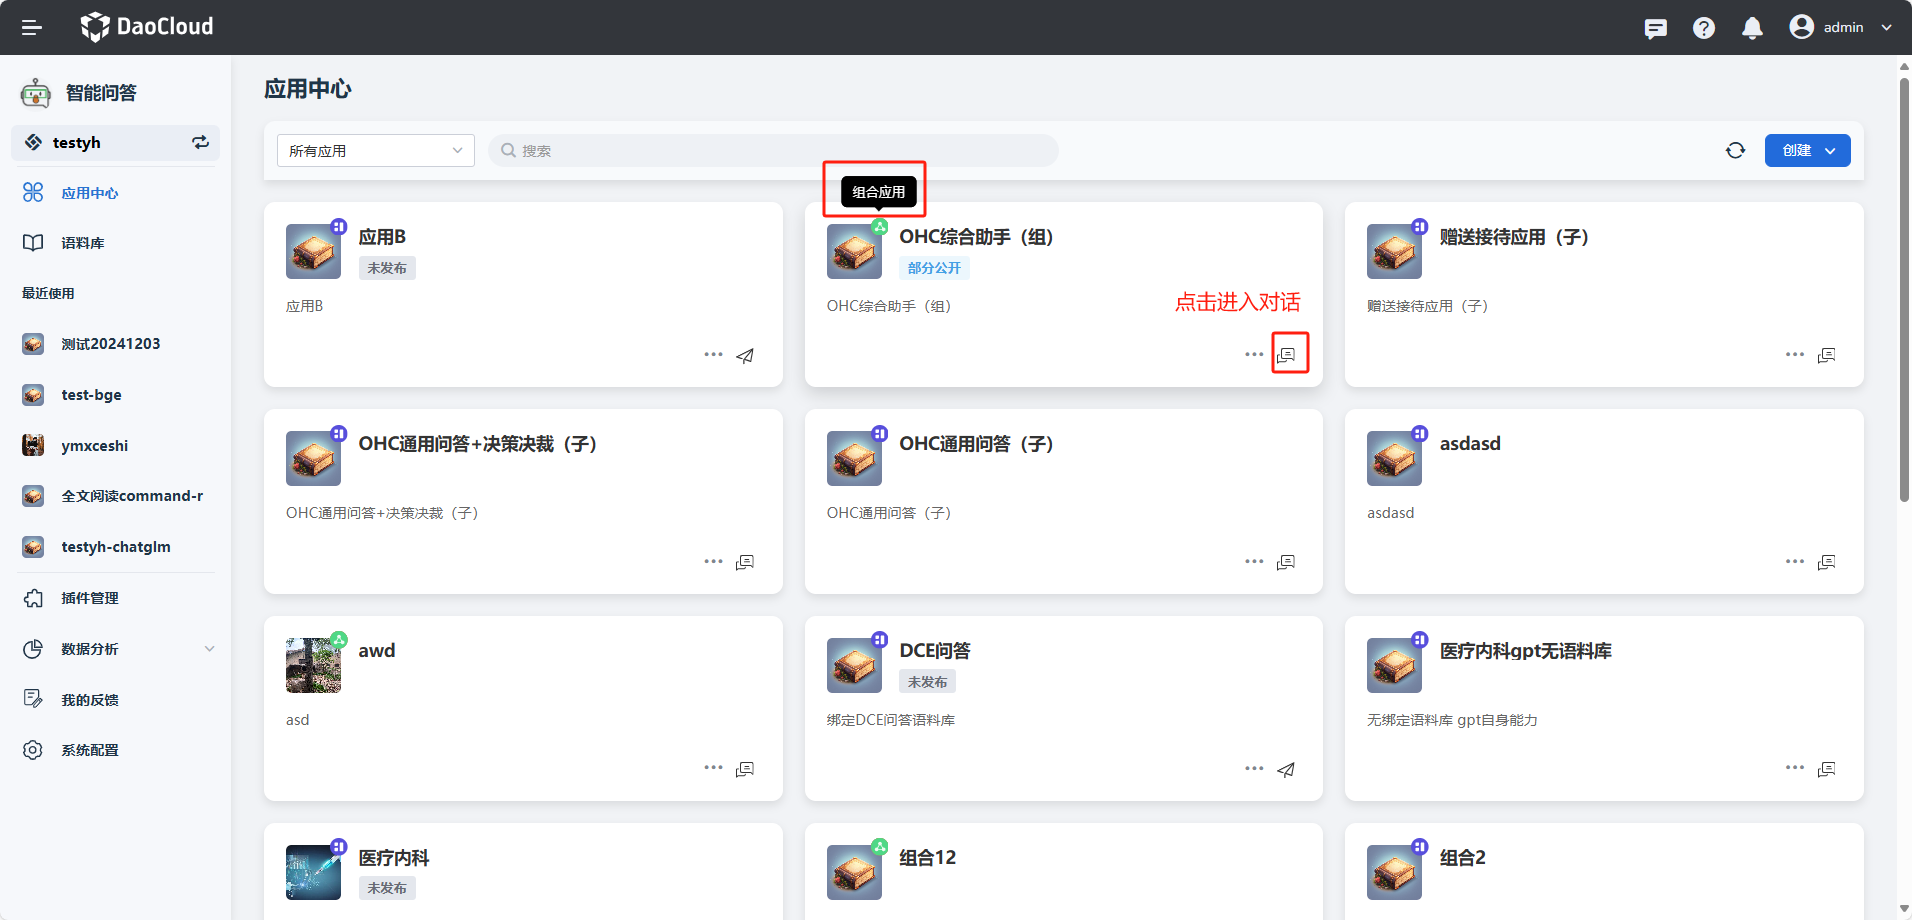 DaoCloud
admin
智能问答
testyh
应用中心
语料库
最近使用
测试20241203
test-bge
ymxceshi
全文阅读command-r
testyh-chatglm
插件管理
数据分析
我的反馈
系统配置
应用中心
所有应用
搜索
创建
组合应用
应用B
未发布
应用B
OHC综合助手（组）
部分公开
OHC综合助手（组）
点击进入对话
赠送接待应用（子）
赠送接待应用（子）
OHC通用问答+决策决裁（子）
OHC通用问答+决策决裁（子）
OHC通用问答（子）
OHC通用问答（子）
asdasd
asdasd
awd
asd
DCE问答
未发布
绑定DCE问答语料库
医疗内科gpt无语料库
无绑定语料库 gpt自身能力
医疗内科
未发布
组合12
组合2